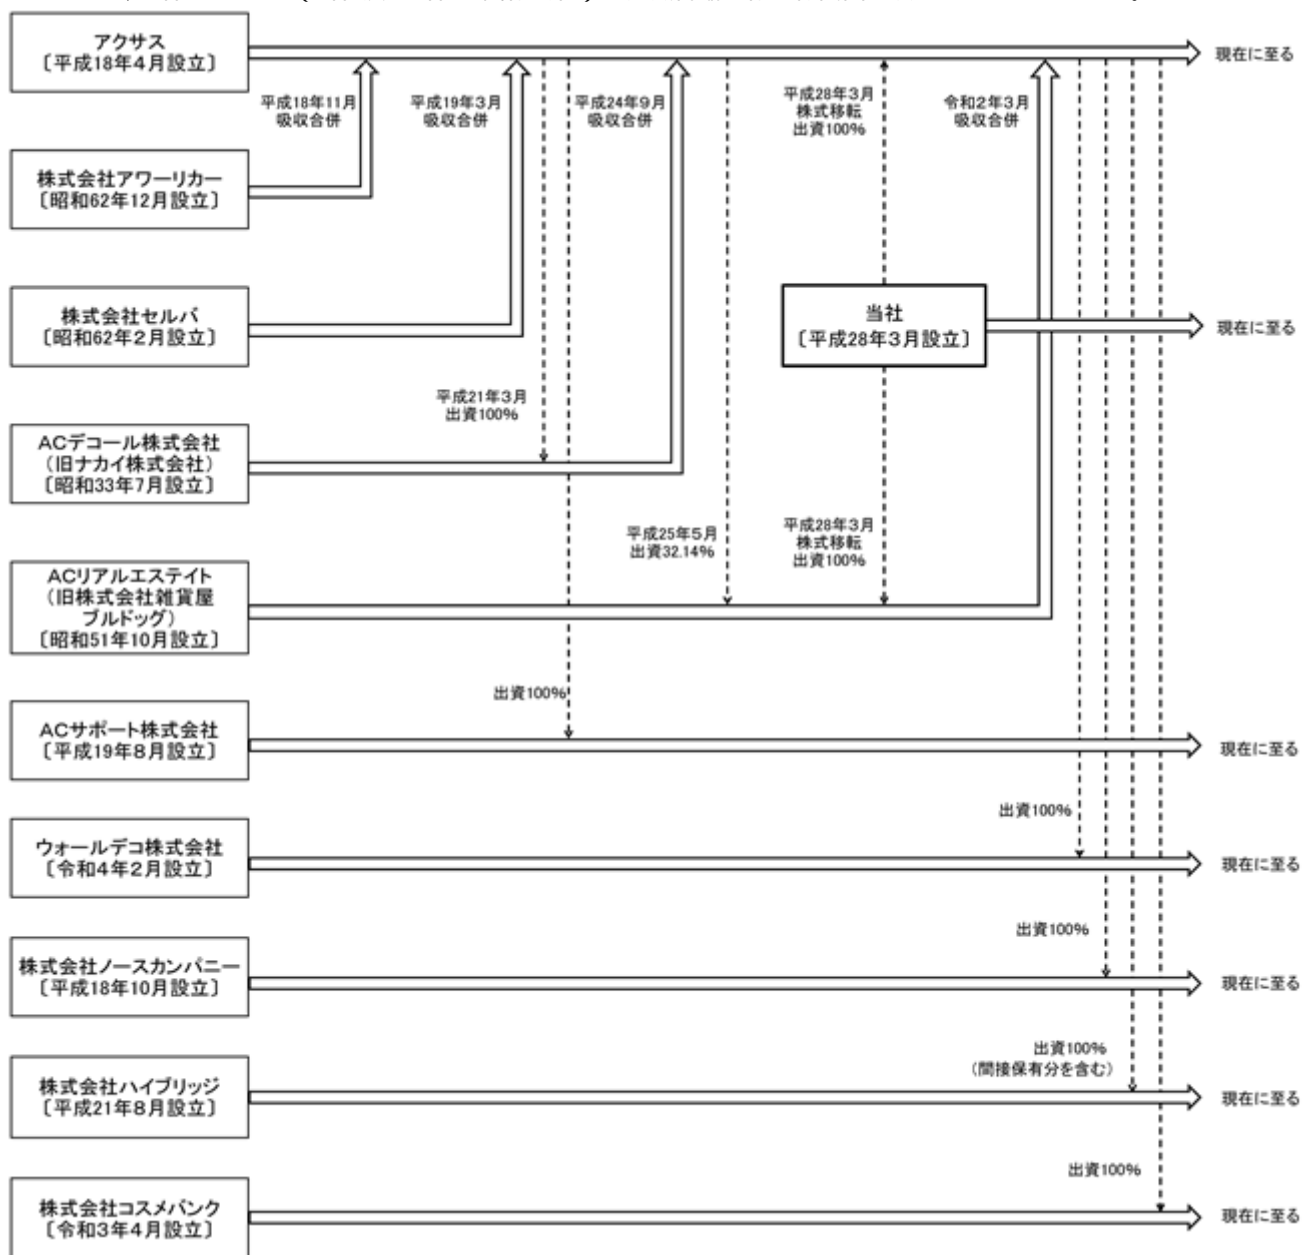 アクサス
〔平成18年4月設立〕
現在に至る
平成18年11月
吸収合併
平成19年3月
吸収合併
平成24年9月
吸収合併
平成28年3月
株式移転
出資100%
令和2年3月
吸収合併
株式会社アワーリカー
〔昭和62年12月設立〕
株式会社セルバ
〔昭和62年2月設立〕
当社
〔平成28年3月設立〕
現在に至る
平成21年3月
出資100%
ACデコール株式会社
(旧ナカイ株式会社)
〔昭和33年7月設立〕
平成25年5月
出資32.14%
平成28年3月
株式移転
出資100%
ACリアルエステイト
(旧株式会社雑貨屋
ブルドッグ)
〔昭和51年10月設立〕
出資100%
ACサポート株式会社
〔平成19年8月設立〕
現在に至る
出資100%
ウォールデコ株式会社
〔令和4年2月設立〕
現在に至る
出資100%
株式会社ノースカンパニー
〔平成18年10月設立〕
現在に至る
出資100%
(間接保有分を含む)
株式会社ハイブリッジ
〔平成21年8月設立〕
現在に至る
出資100%
株式会社コスメバンク
〔令和3年4月設立〕
現在に至る